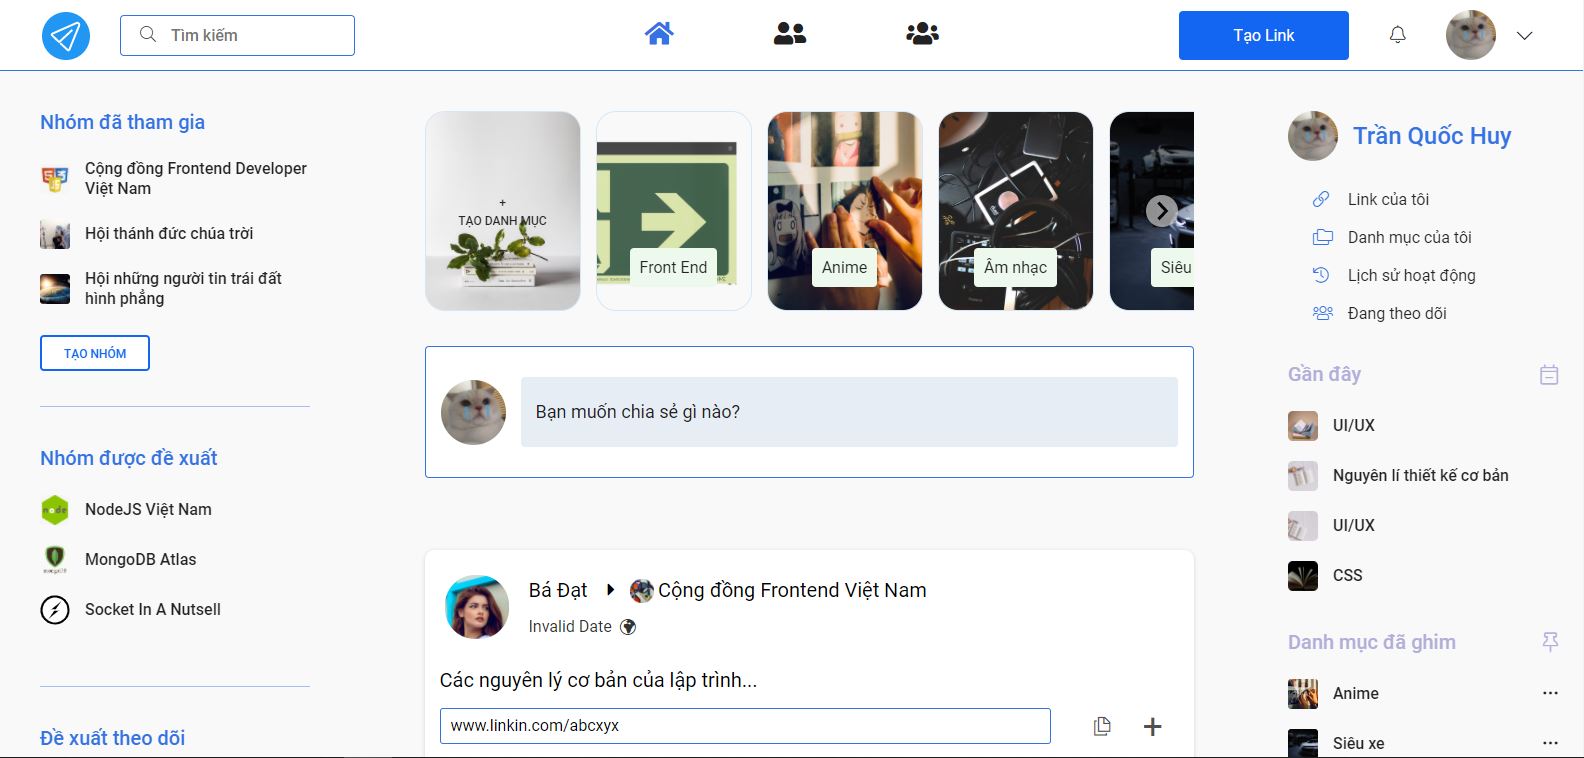 Tìm kiếm
Tạo Link
Nhóm đã tham gia
Cộng đồng Frontend Developer
Việt Nam
Hội thánh đức chúa trời
Hội những người tin trái đất
hình phẳng
TẠO NHÓM
Nhóm được đề xuất
NodeJS Việt Nam
MongoDB Atlas
Socket In A Nutsell
Đề xuất theo dõi
+
TẠO DANH MỤC
Front End
Anime
Âm nhạc
Siêu
Bạn muốn chia sẻ gì nào?
Bá Đạt Cộng đồng Frontend Việt Nam
Invalid Date
Các nguyên lý cơ bản của lập trình...
www.linkin.com/abcxyx
Trần Quốc Huy
Link của tôi
Danh mục của tôi
Lịch sử hoạt động
Đang theo dõi
Gần đây
UI/UX
Nguyên lí thiết kế cơ bản
UI/UX
CSS
Danh mục đã ghim
Anime
Siêu xe